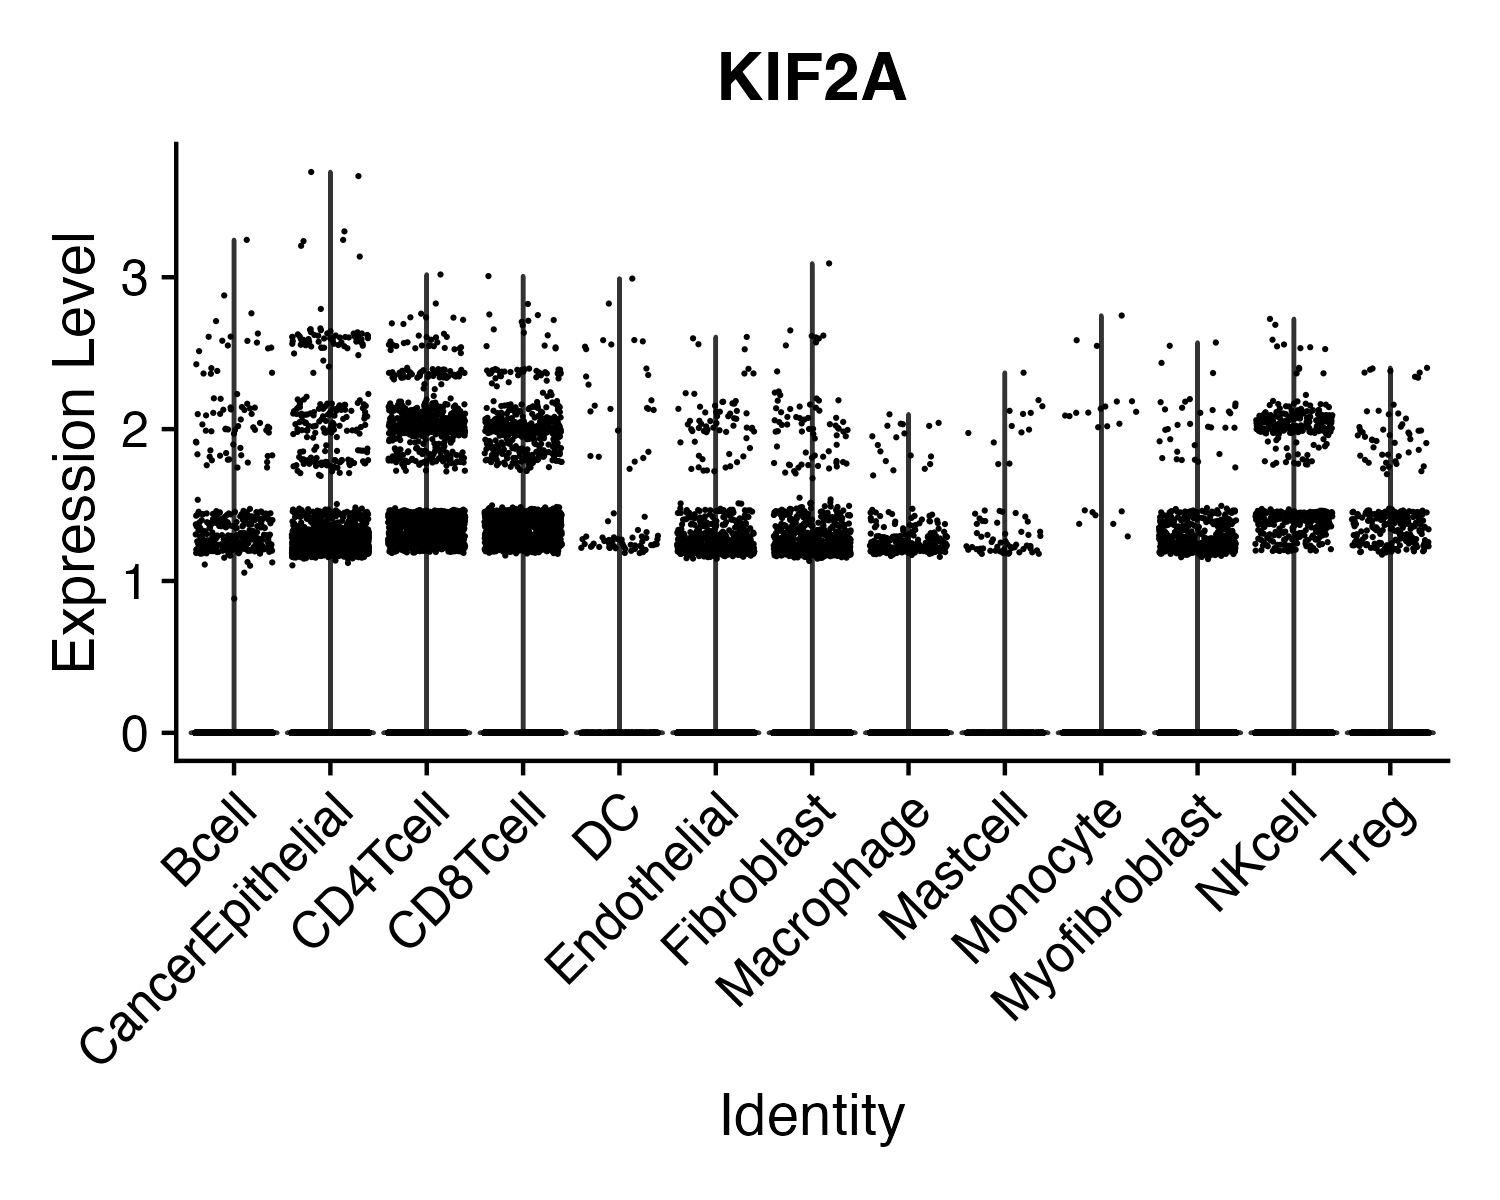 KIF2A
Expression Level
3
2
1
0
Bcell
CancerEpithelial
CD4Tcell
CD8Tcell
DC
Endothelial
Fibroblast
Macrophage
Mastcell
Monocyte
Myofibroblast
NKcell
Treg
Identity